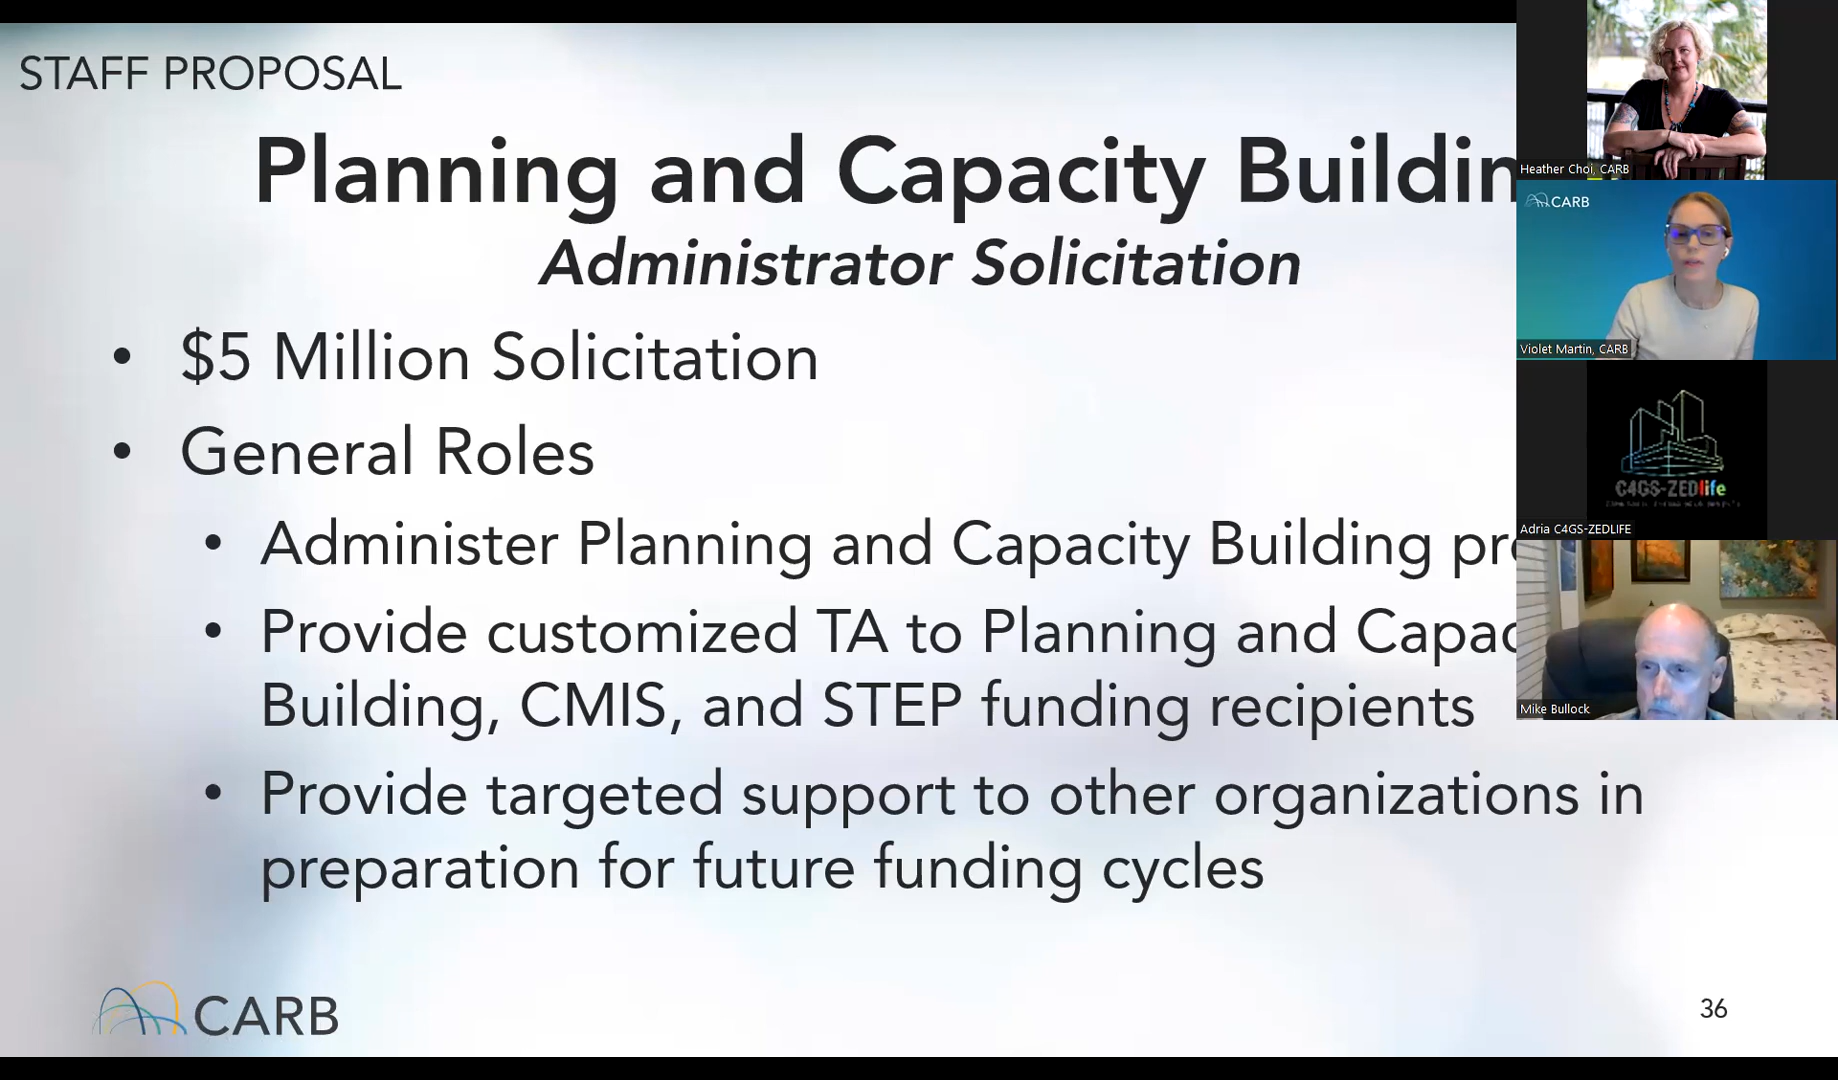 STAFF PROPOSAL
Planning and Capacity Buildin
Administrator Solicitation
• $5 Million Solicitation
• General Roles
• Administer Planning and Capacity Building pro
• Provide customized TA to Planning and Capac
Building, CMIS, and STEP funding recipients
• Provide targeted support to other organizations in
preparation for future funding cycles
CARB
36
Heather Choi, CARB
CARB
Violet Martin, CARB
C4GS-ZEDlife
Adria C4GS-ZEDLIFE
Mike Bullock